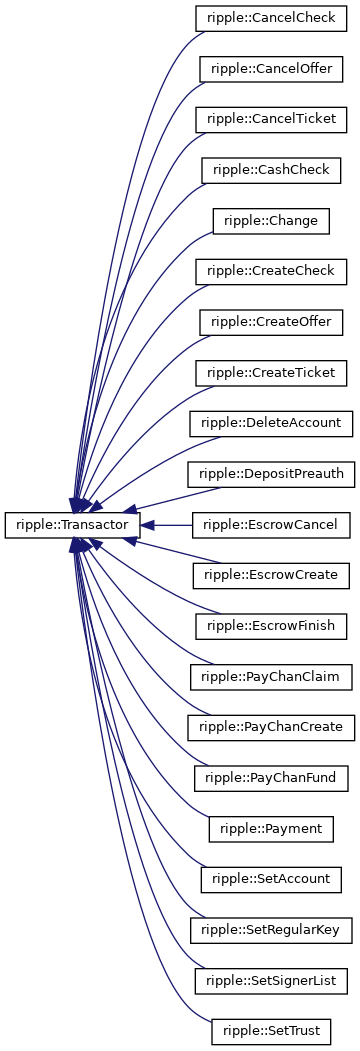 ripple::CancelCheck
ripple::CancelOffer
ripple::CancelTicket
ripple::CashCheck
ripple::Change
ripple::CreateCheck
ripple::CreateOffer
ripple::CreateTicket
ripple::DeleteAccount
ripple::DepositPreauth
ripple::Transactor
ripple::EscrowCancel
ripple::EscrowCreate
ripple::EscrowFinish
ripple::PayChanClaim
ripple::PayChanCreate
ripple::PayChanFund
ripple::Payment
ripple::SetAccount
ripple::SetRegularKey
ripple::SetSignerList
ripple::SetTrust